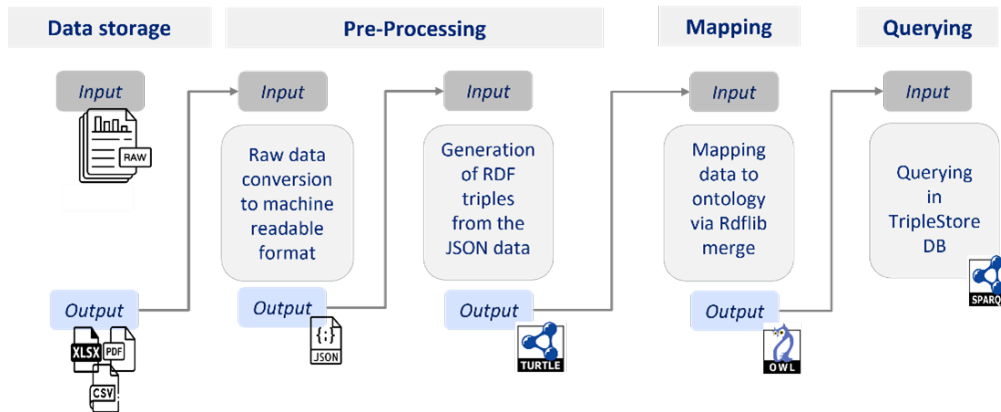 Data storage
Pre-Processing
Mapping
Querying
Input
Input
Input
Input
Input
RAW
Raw data
conversion
to machine
readable
format
Generation
of RDF
triples
from the
JSON data
Mapping
data to
ontology
via Rdflib
merge
Querying
in
TripleStore
DB
SPARQ
Output
Output
Output
Output
XLSX
PDF
CSV
{;}
JSON
TURTLE
OWL